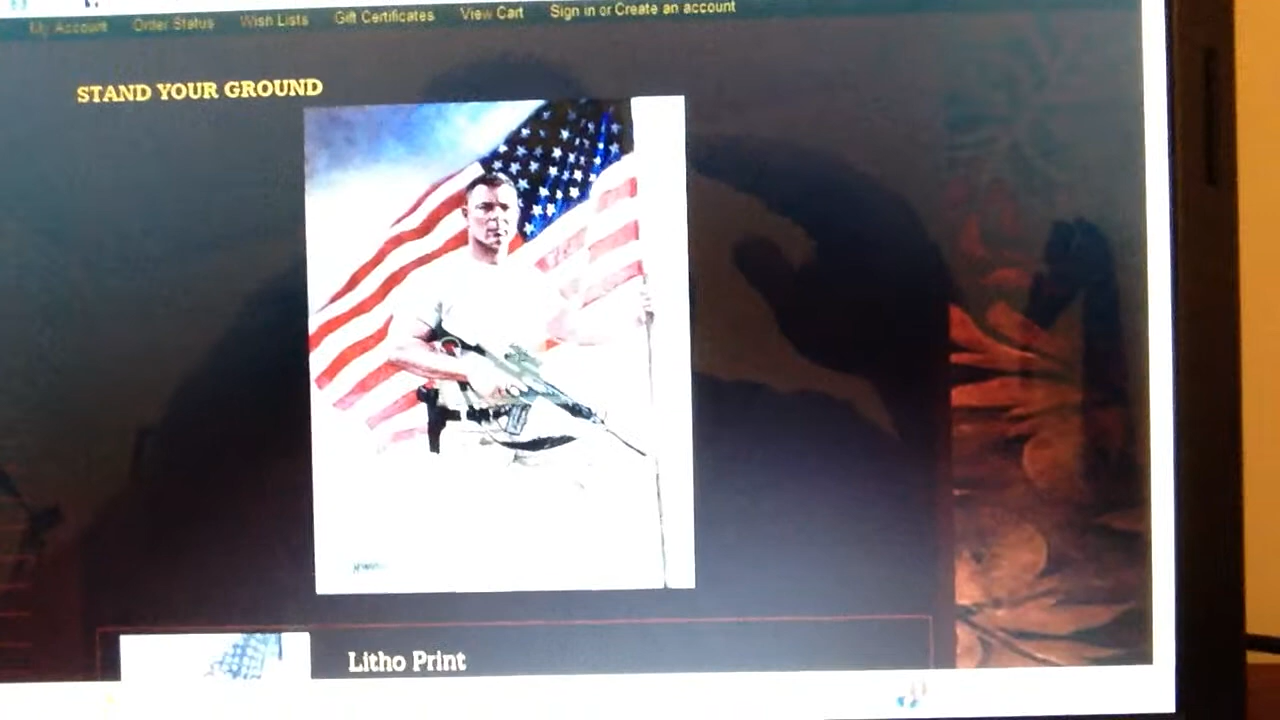 My Account Order Status Wish Lists Gift Certificates View Cart Sign in or Create an account
STAND YOUR GROUND
Litho Print